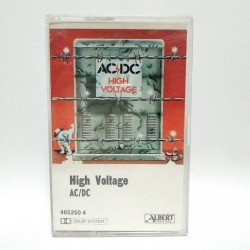 AC/DC
HIGH
VOLTAGE
High Voltage
AC/DC
465250 4
DOLBY SYSTEM
ALBERT